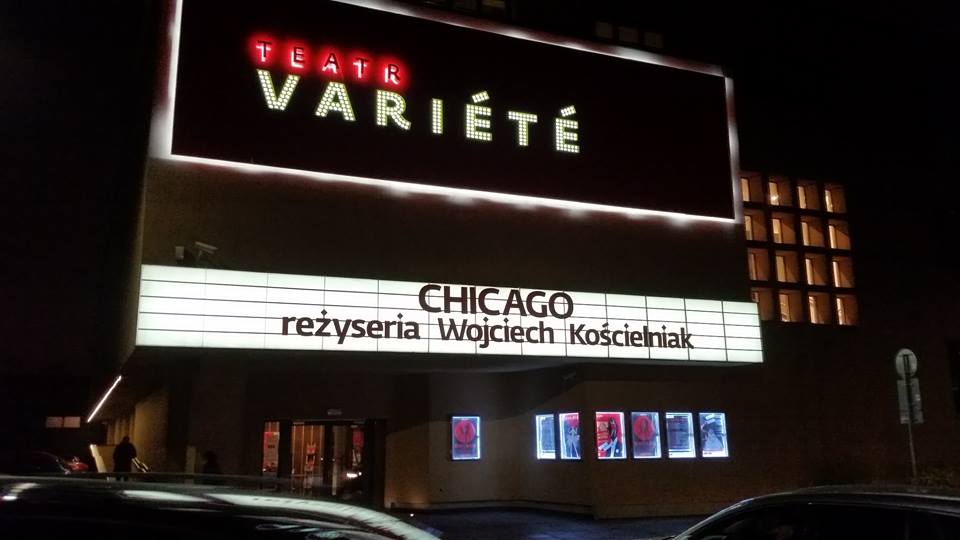 TEATR
VARIÉTÉ
CHICAGO
reżyseria Wojciech Kościelniak